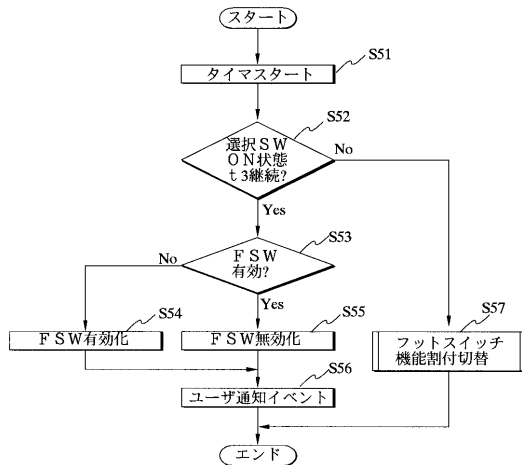 スタート
S51
タイマスタート
S52
選択SW
ON状態
t3継続?
No
Yes
S53
No
FSW
有効?
Yes
S54
S55
S57
FSW有効化
FSW無効化
フットスイッチ
機能割付切替
S56
ユーザ通知イベント
エンド